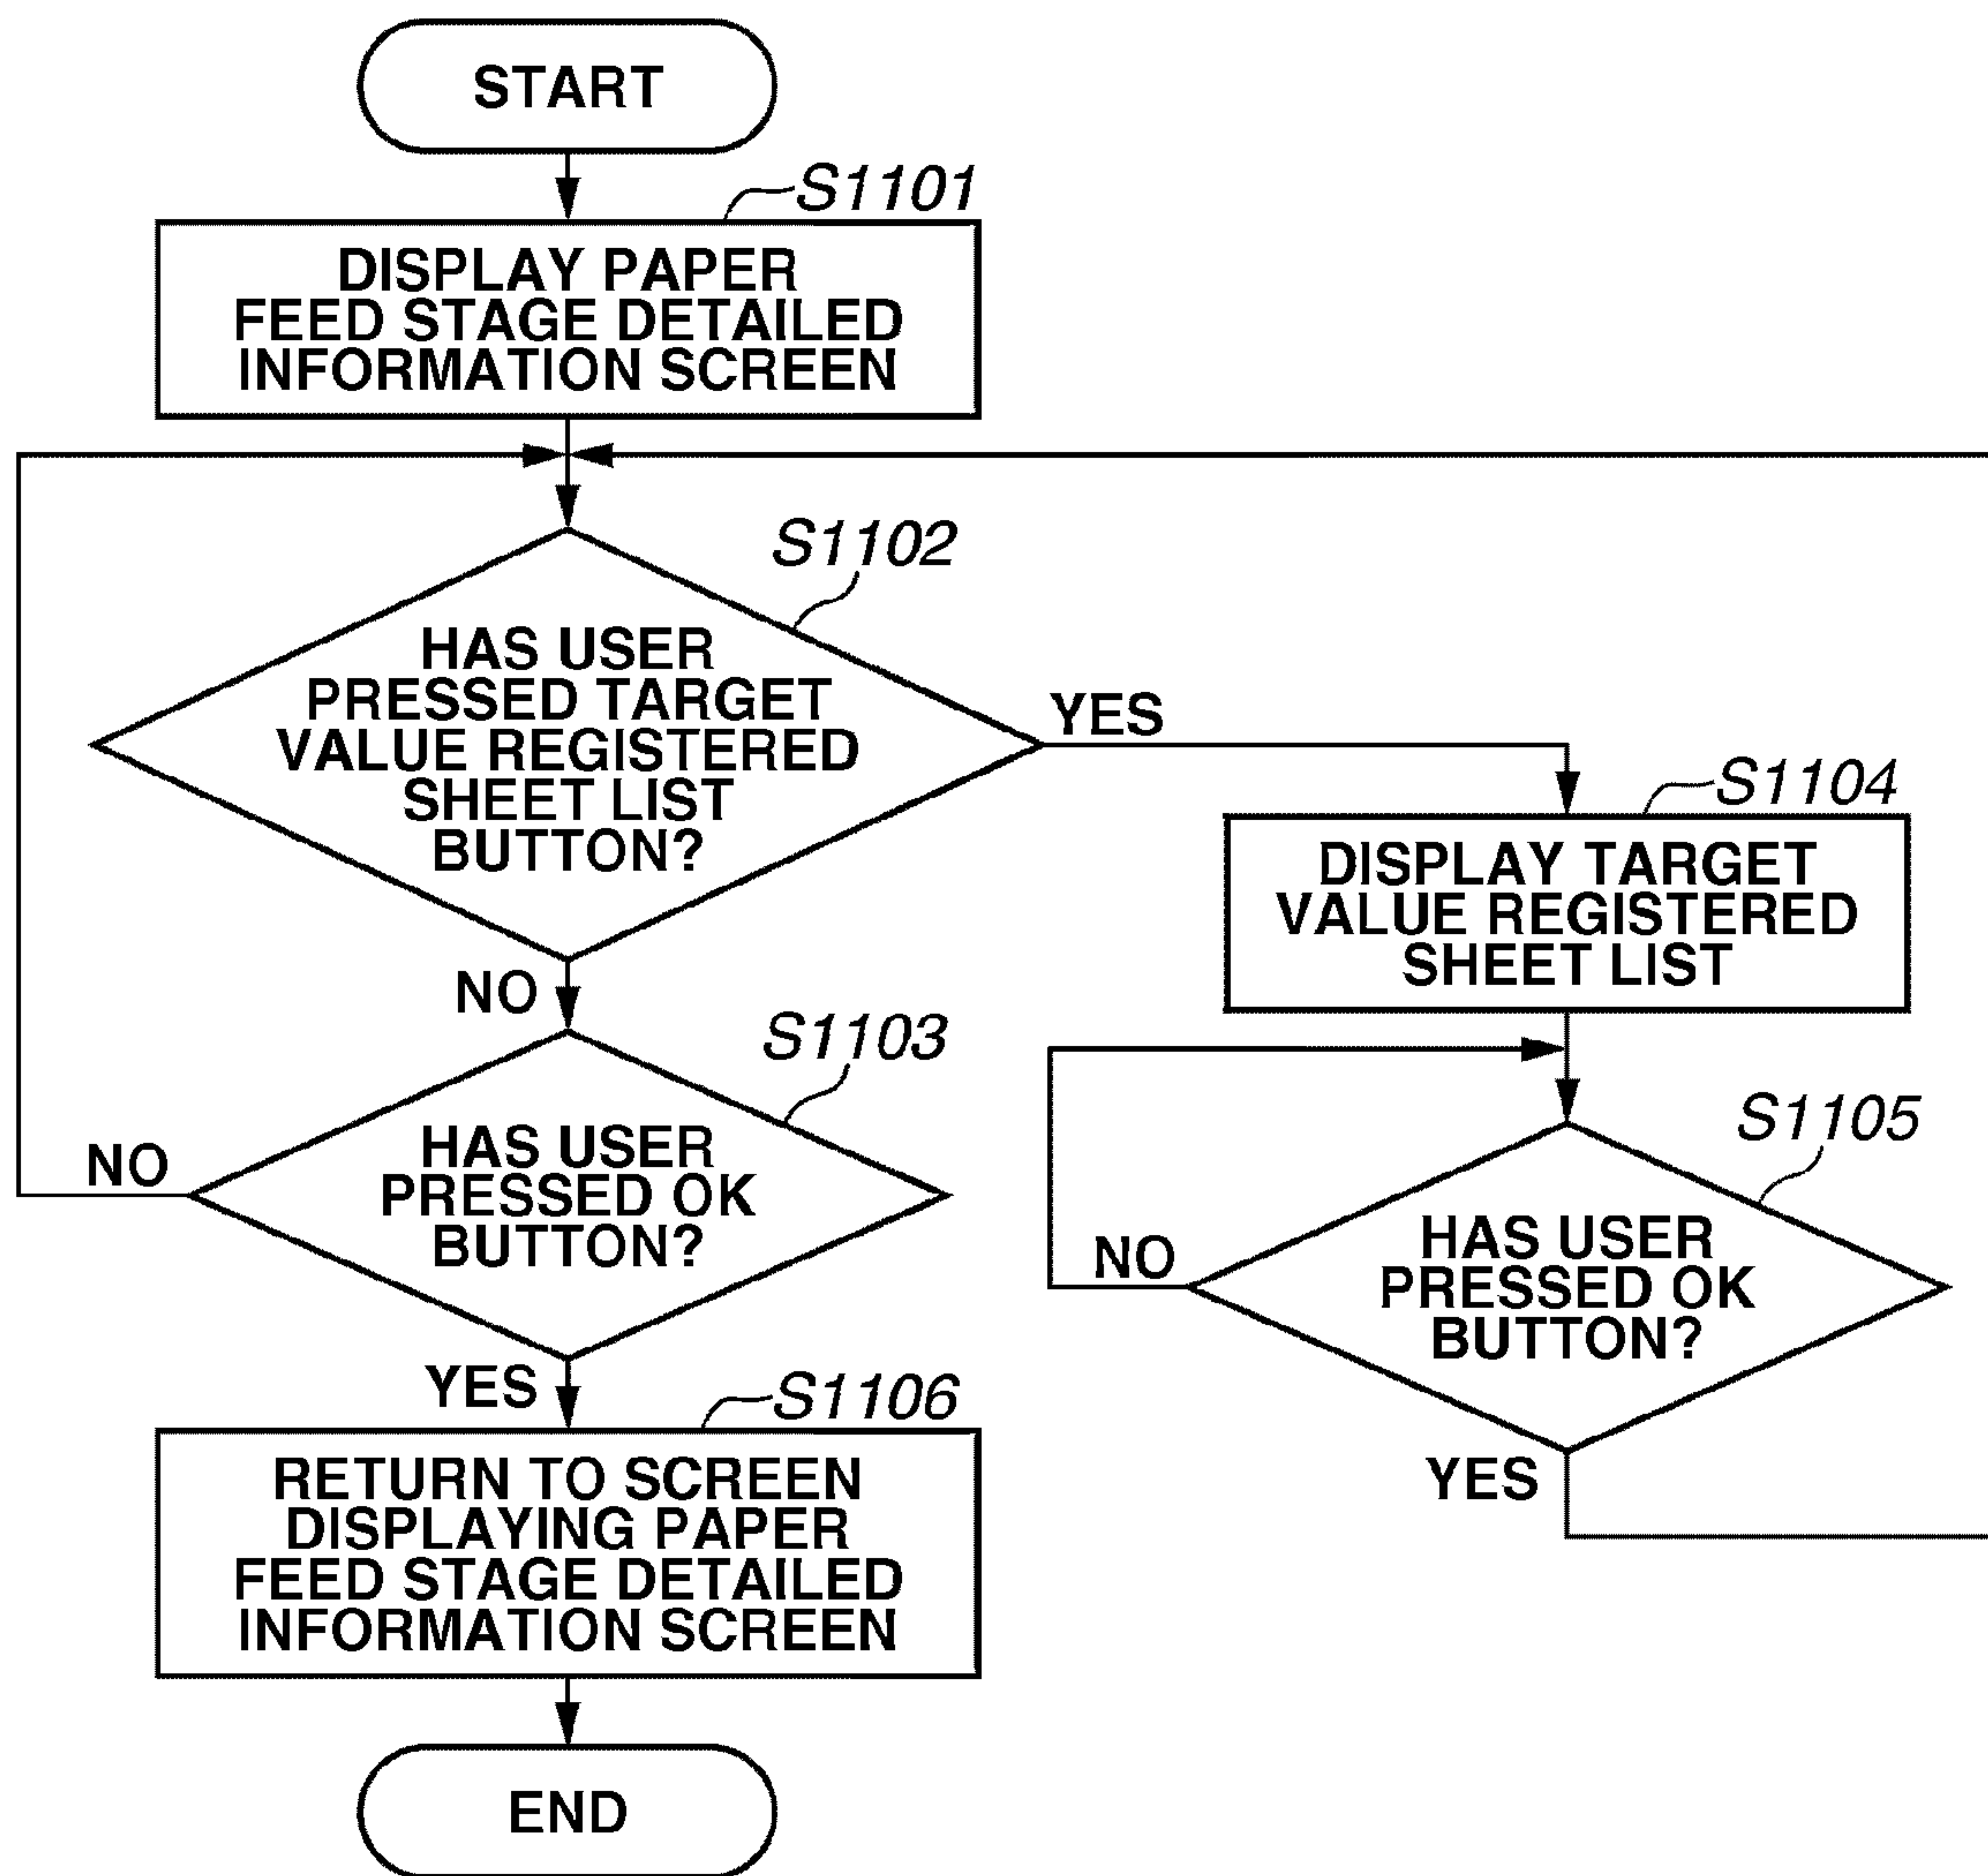 START
S1101
DISPLAY PAPER
FEED STAGE DETAILED
INFORMATION SCREEN
S1102
HAS USER
PRESSED TARGET
VALUE REGISTERED
SHEET LIST
BUTTON?
YES
NO
S1104
DISPLAY TARGET
VALUE REGISTERED
SHEET LIST
S1103
HAS USER
PRESSED OK
BUTTON?
NO
YES
S1105
HAS USER
PRESSED OK
BUTTON?
NO
YES
S1106
RETURN TO SCREEN
DISPLAYING PAPER
FEED STAGE DETAILED
INFORMATION SCREEN
END